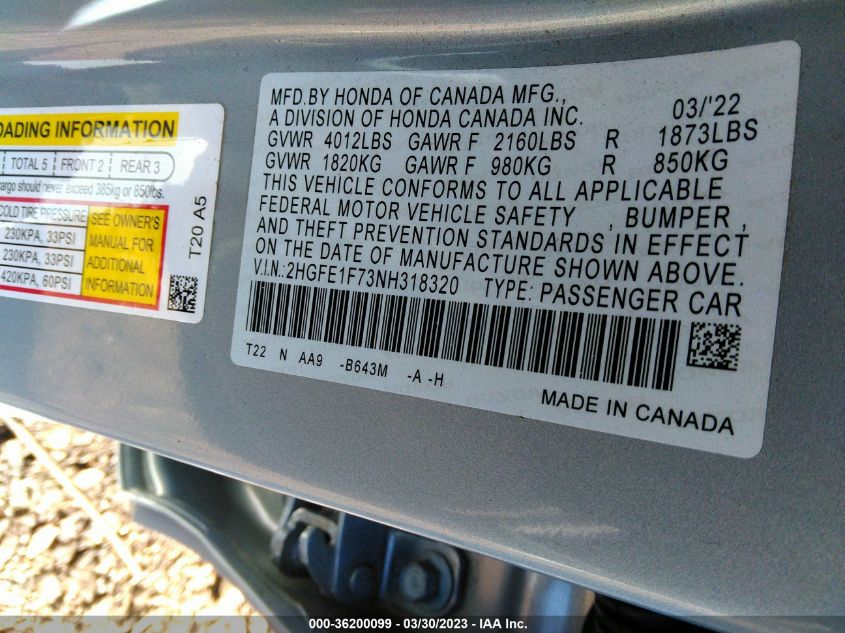 OADING INFORMATION
TOTAL 5 FRONT 2 REAR 3
argo should never exceed 385kg or 850lbs.
COLD TIRE PRESSURE
230KPA, 33PSI
230KPA, 33PSI
420KPA, 60PSI
SEE OWNER'S
MANUAL FOR
ADDITIONAL
INFORMATION
T20 A5
MFD.BY HONDA OF CANADA MFG., 03/'22
A DIVISION OF HONDA CANADA INC.
GVWR 4012LBS GAWR F 2160LBS R 1873LBS
GVWR 1820KG GAWR F 980KG R 850KG
THIS VEHICLE CONFORMS TO ALL APPLICABLE
FEDERAL MOTOR VEHICLE SAFETY , BUMPER ,
AND THEFT PREVENTION STANDARDS IN EFFECT
ON THE DATE OF MANUFACTURE SHOWN ABOVE.
V.I.N.:2HGFE1F73NH318320 TYPE: PASSENGER CAR
T22 N AA9 -B643M -A -H
MADE IN CANADA
000-36200099 - 03/30/2023 - IAA Inc.